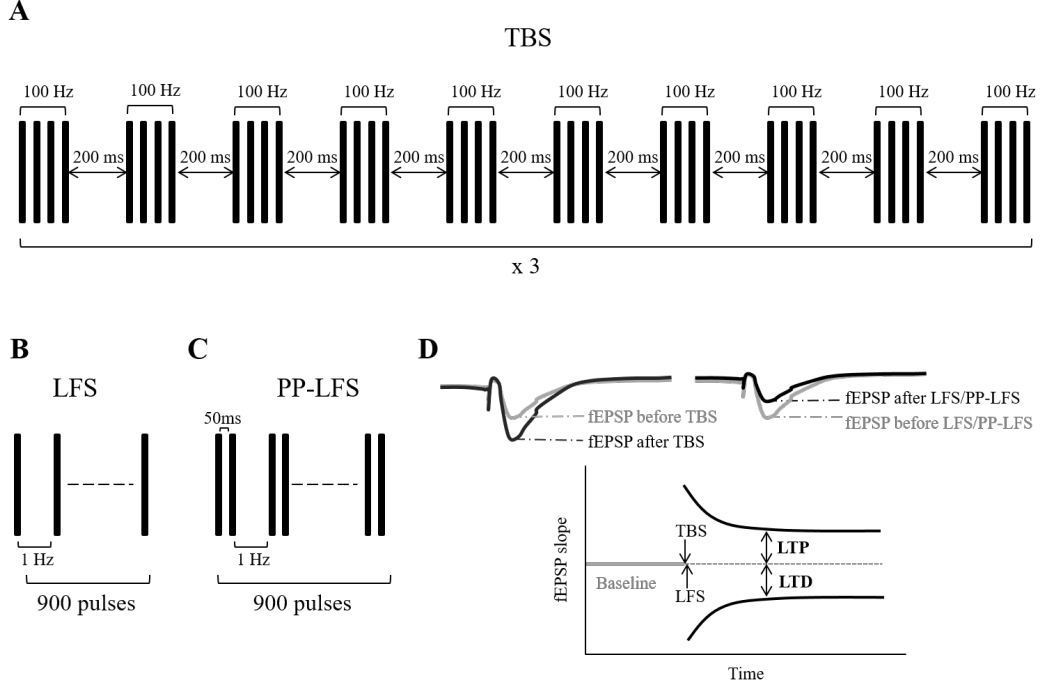 A
TBS
100 Hz 100 Hz 100 Hz 100 Hz 100 Hz 100 Hz 100 Hz 100 Hz 100 Hz 100 Hz
200 ms 200 ms 200 ms 200 ms 200 ms 200 ms 200 ms 200 ms 200 ms
x 3
B
LFS
1 Hz
900 pulses
C
PP-LFS
50ms
1 Hz
900 pulses
D
fEPSP before TBS
fEPSP after TBS
fEPSP after LFS/PP-LFS
fEPSP before LFS/PP-LFS
fEPSP slope
TBS
LTP
Baseline
LTD
LFS
Time